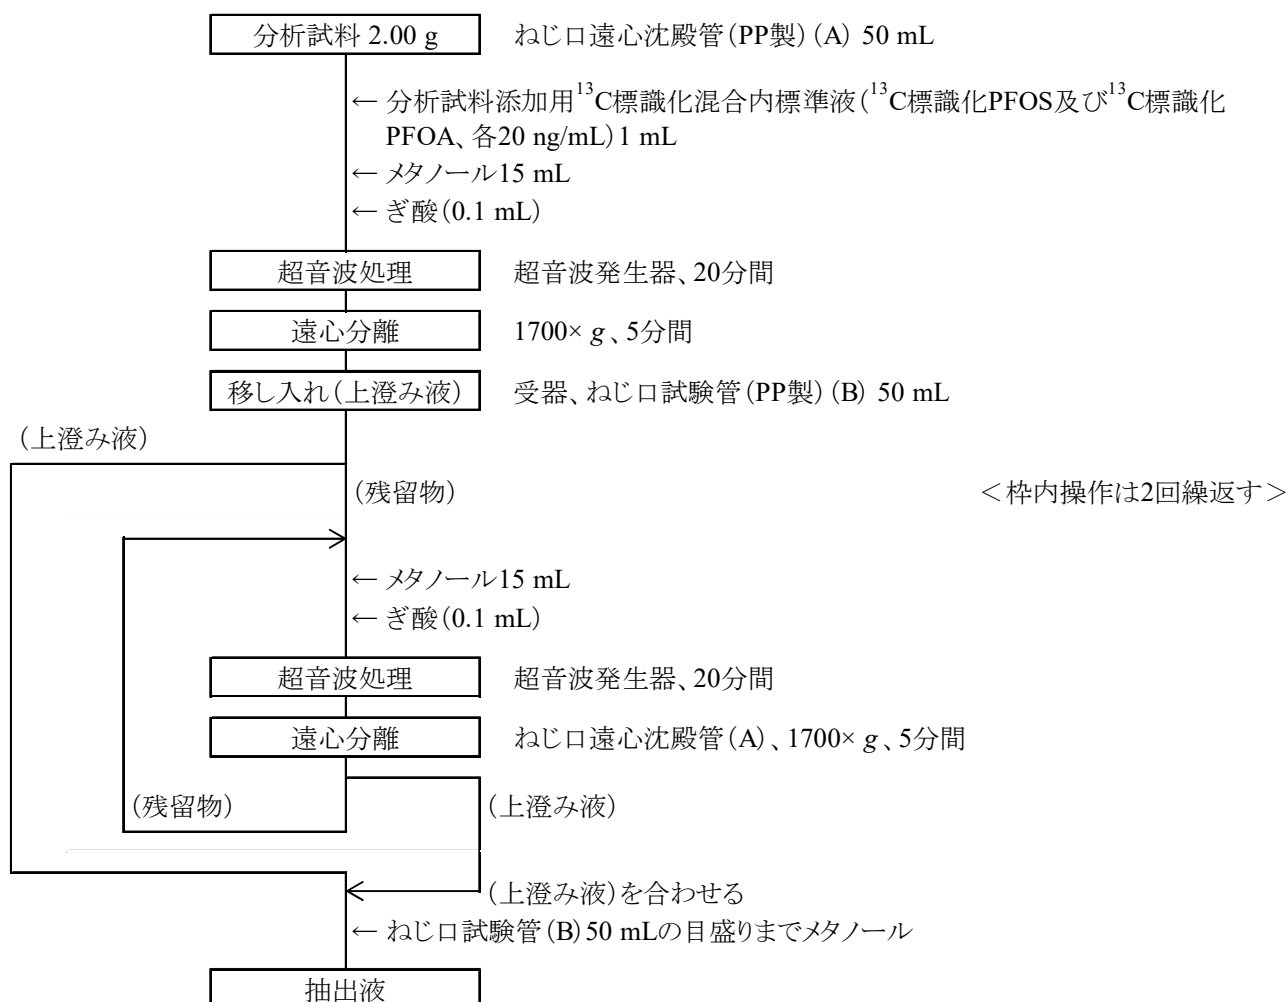 分析試料 2.00 g
ねじ口遠心沈殿管(PP製)(A) 50 mL
← 分析試料添加用13C標識化混合内標準液(13C標識化PFOS及び13C標識化
PFOA、各20 ng/mL)1 mL
← メタノール15 mL
← ぎ酸(0.1 mL)
超音波処理
超音波発生器、20分間
遠心分離
1700× g、5分間
移し入れ(上澄み液)
受器、ねじ口試験管(PP製)(B) 50 mL
(上澄み液)
(残留物)
<枠内操作は2回繰返す>
← メタノール15 mL
← ぎ酸(0.1 mL)
超音波処理
超音波発生器、20分間
遠心分離
ねじ口遠心沈殿管(A)、1700× g、5分間
(残留物)
(上澄み液)
(上澄み液)を合わせる
← ねじ口試験管(B)50 mLの目盛りまでメタノール
抽出液